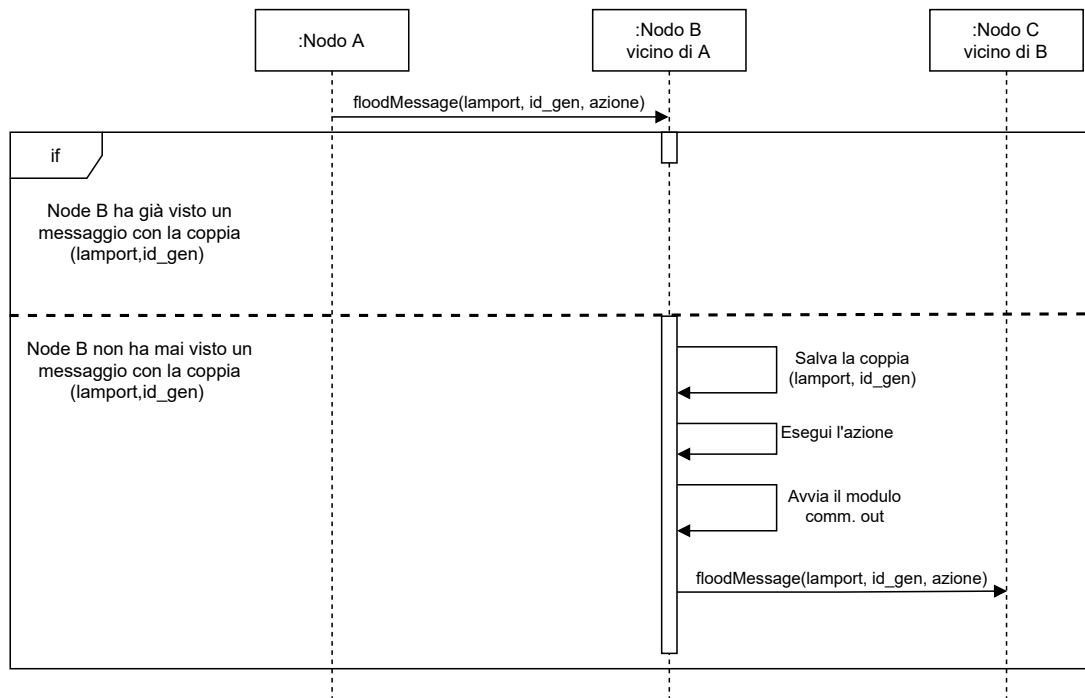 :Nodo A
:Nodo B
vicino di A
:Nodo C
vicino di B
floodMessage(lamport, id_gen, azione)
if
Node B ha già visto un
messaggio con la coppia
(lamport,id_gen)
Node B non ha mai visto un
messaggio con la coppia
(lamport,id_gen)
Salva la coppia
(lamport, id_gen)
Esegui l'azione
Avvia il modulo
comm. out
floodMessage(lamport, id_gen, azione)